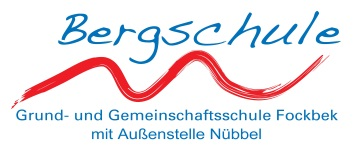 Bergschule
Grund- und Gemeinschaftsschule Fockbek
mit Außenstelle Nübbel